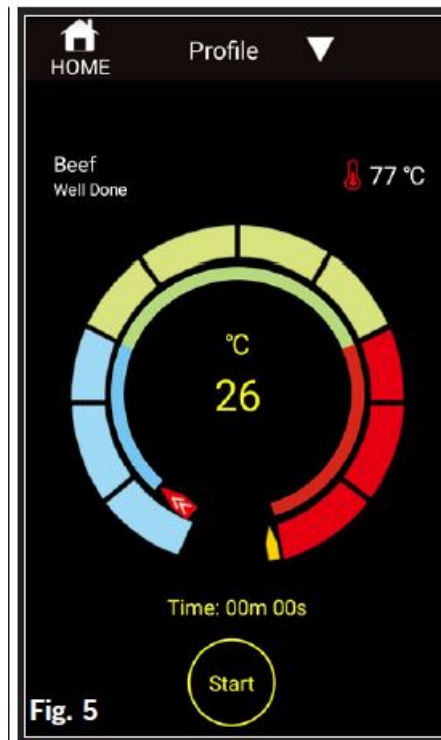 HOME
Profile
Beef
Well Done
77 °C
°C
26
Time: 00m 00s
Start
Fig. 5